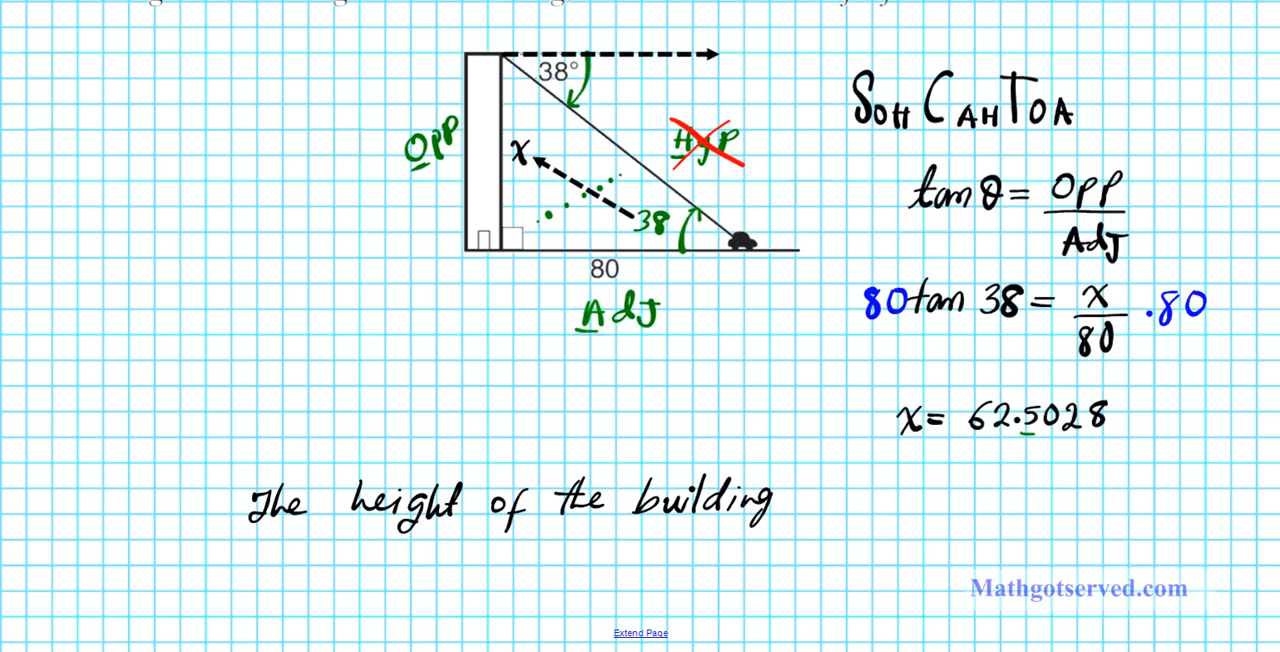 38°
Opp
x
Hyp
38
80
Adj
SOH CAH TOA
tan θ = Opp / Adj
80 tan 38 = x / 80 · 80
x = 62.5028
The height of the building
Mathgotserved.com
Extend Page